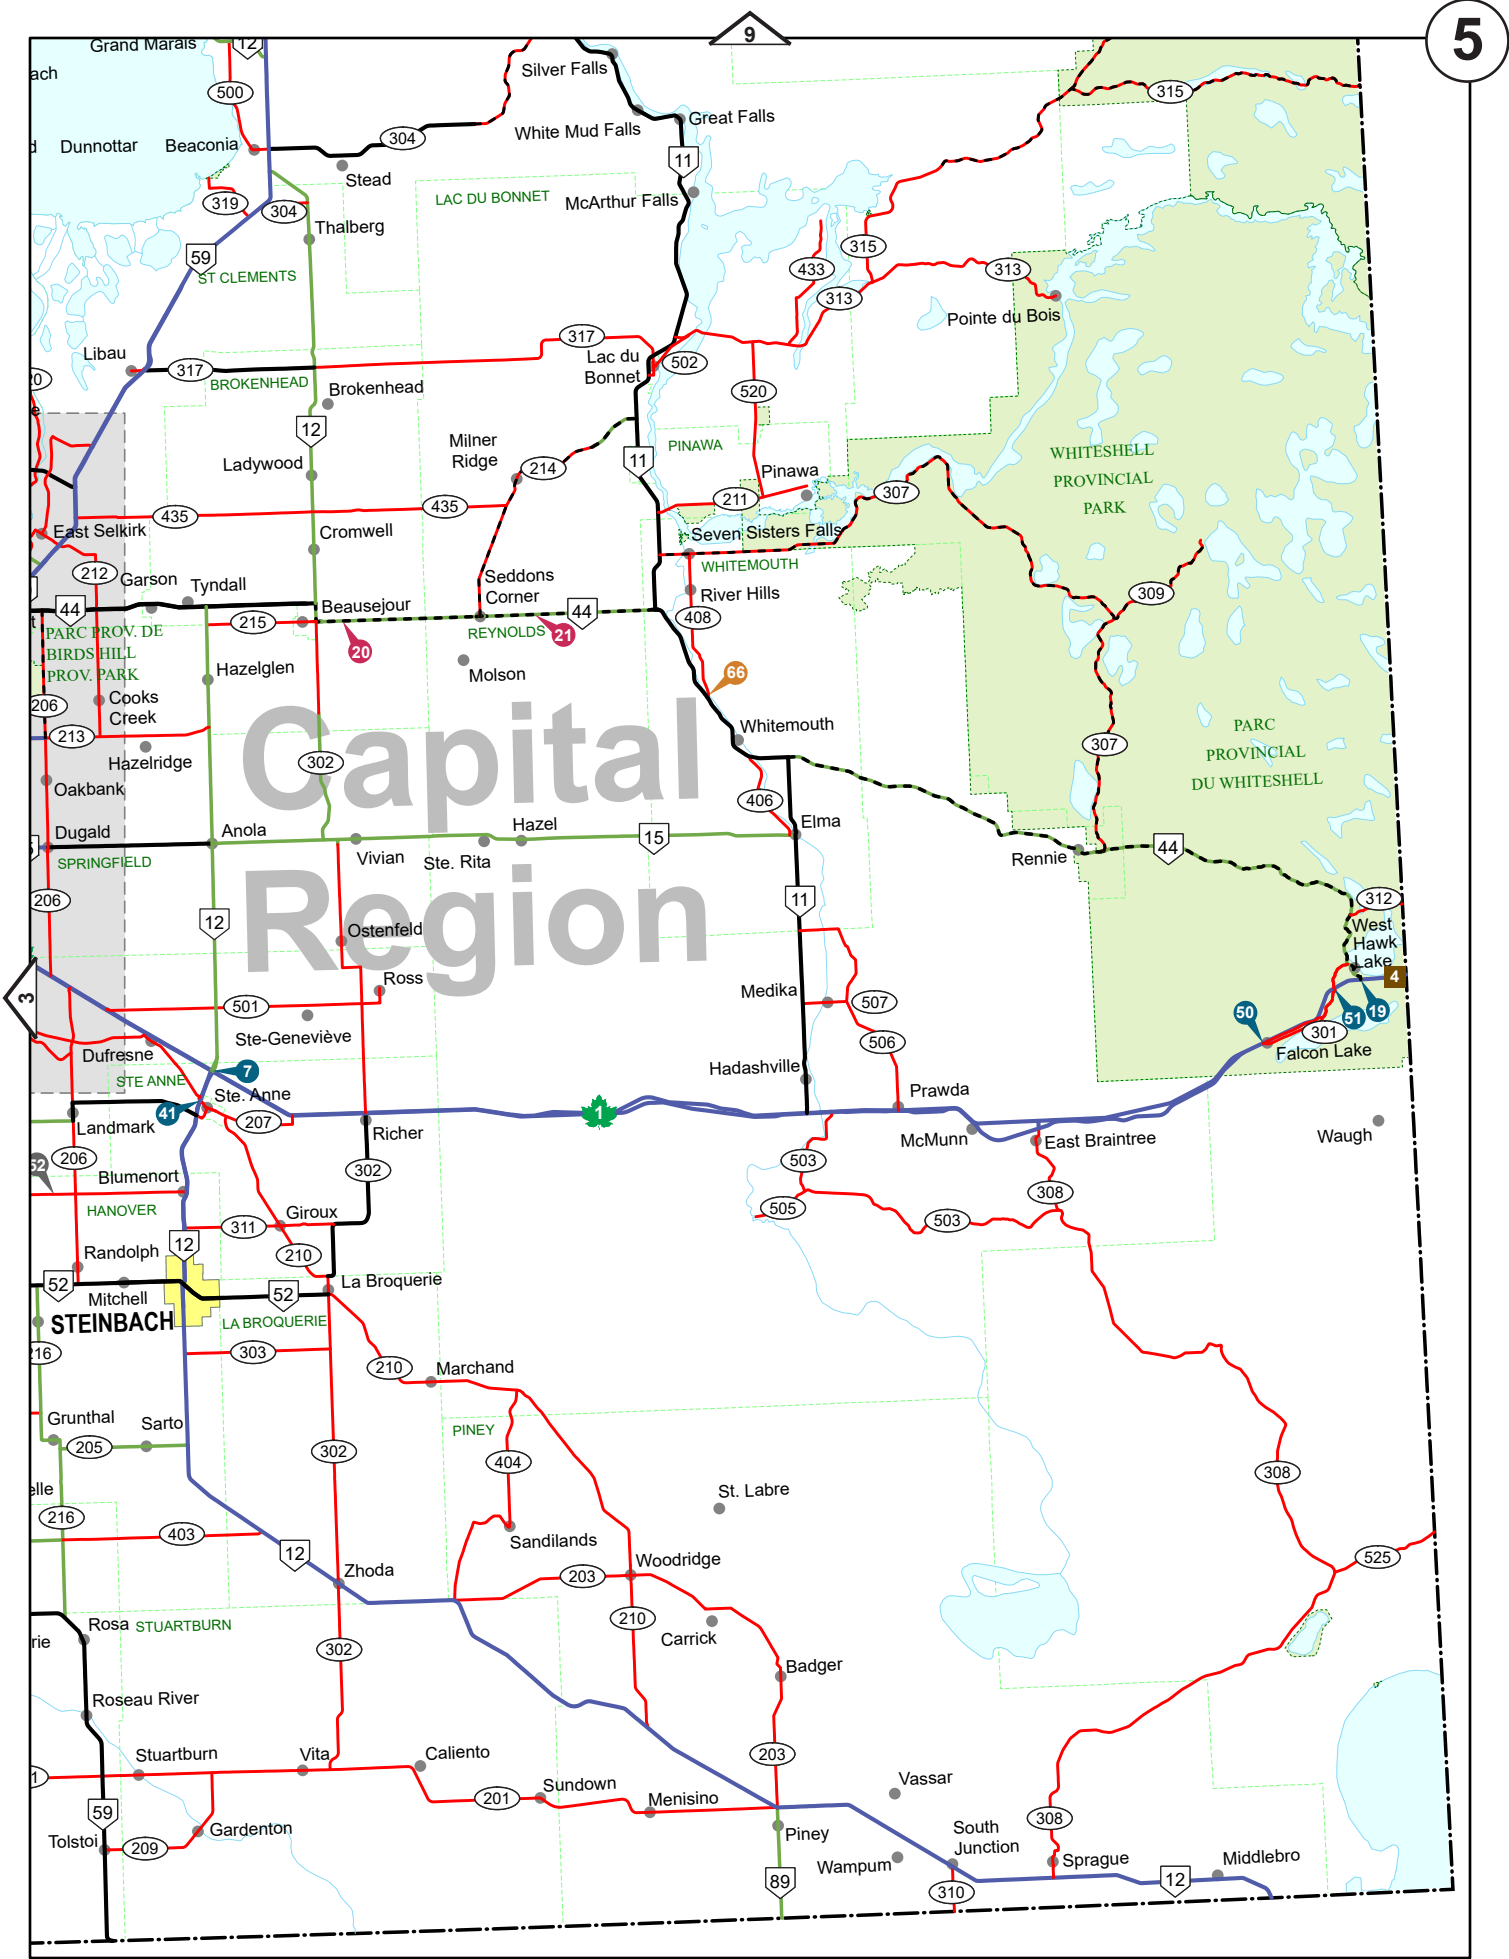 9
5
Grand Marais
12
Silver Falls
ach
500
315
Great Falls
White Mud Falls
304
d
Dunnottar
Beaconia
11
Stead
LAC DU BONNET
McArthur Falls
319
304
Thalberg
59
315
433
313
ST CLEMENTS
313
Pointe du Bois
317
Libau
317
Lac du
Bonnet
502
20
BROKENHEAD
Brokenhead
520
e
12
Milner
Ridge
PINAWA
WHITESHELL
PROVINCIAL
PARK
Ladywood
214
11
Pinawa
307
211
435
435
East Selkirk
Cromwell
Seven Sisters Falls
212
Garson
Tyndall
Seddons
Corner
WHITEMOUTH
River Hills
309
44
Beausejour
44
408
t
215
REYNOLDS
21
PARC PROV. DE
BIRDS HILL
PROV. PARK
20
Hazelglen
Molson
66
206
Cooks
Creek
Capital
Region
Whitemouth
PARC
PROVINCIAL
DU WHITESHELL
213
Hazelridge
302
307
Oakbank
406
Dugald
Anola
Hazel
15
Elma
5
Vivian
Ste. Rita
Rennie
44
SPRINGFIELD
206
12
11
312
Ostenfeld
West
Hawk
Lake
3
Ross
Medika
507
4
501
50
51
19
Ste-Geneviève
301
Dufresne
506
Falcon Lake
STE ANNE
7
Hadashville
Ste. Anne
Prawda
41
207
1
Landmark
Richer
McMunn
East Braintree
Waugh
206
52
302
503
Blumenort
308
HANOVER
505
311
Giroux
503
12
210
Randolph
52
La Broquerie
Mitchell
52
STEINBACH
LA BROQUERIE
216
303
210
Marchand
Grunthal
Sarto
PINEY
205
302
404
308
elle
St. Labre
216
403
Sandilands
12
Woodridge
525
Zhoda
203
Rosa
STUARTBURN
210
rie
302
Carrick
Badger
Roseau River
Stuartburn
Vita
Caliento
203
1
Sundown
Vassar
201
Menisino
59
308
Tolstoi
209
Gardenton
Piney
South
Junction
Wampum
Sprague
Middlebro
89
310
12